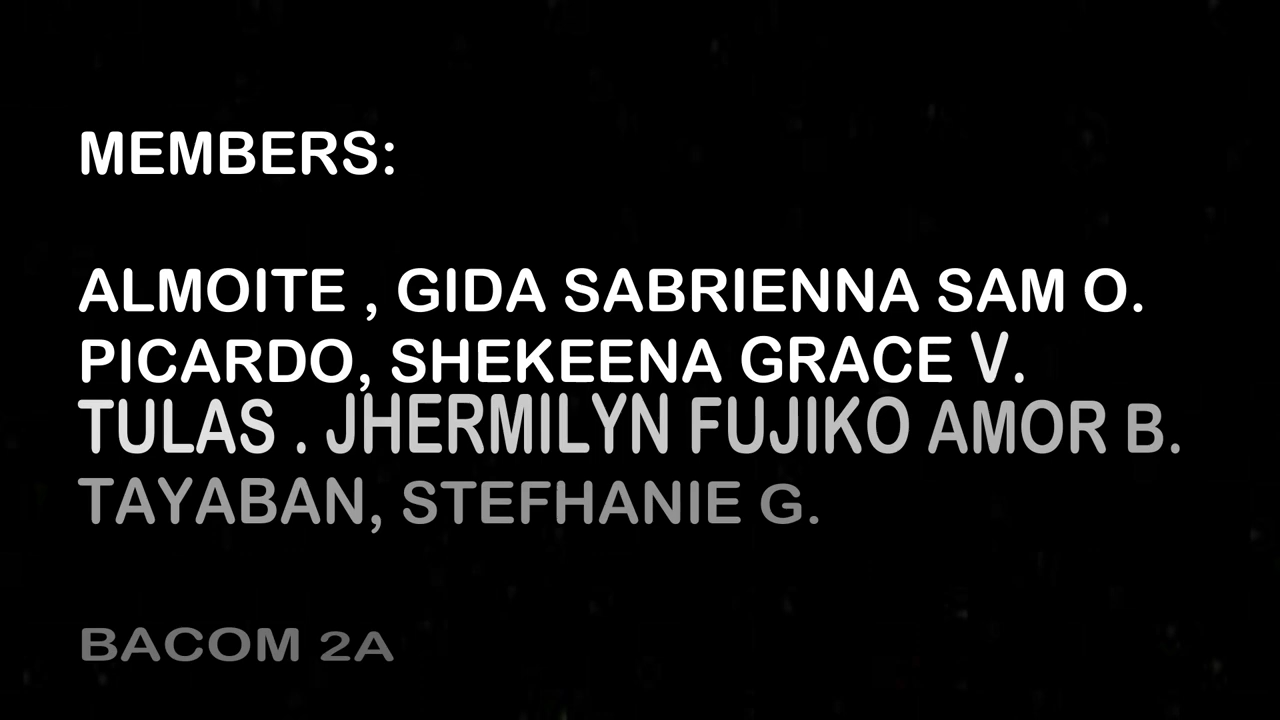 MEMBERS:
ALMOITE , GIDA SABRIENNA SAM O.
PICARDO, SHEKEENA GRACE V.
TULAS . JHERMILYN FUJIKO AMOR B.
TAYABAN, STEFHANIE G.
BACOM 2A